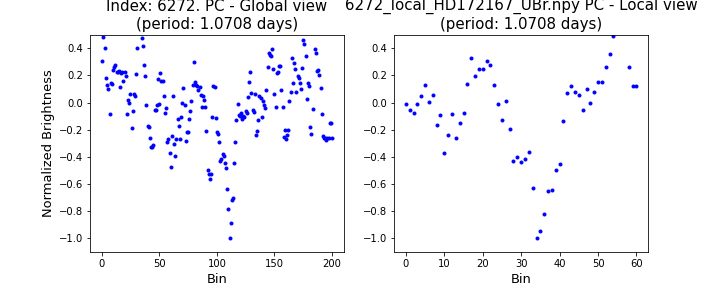 Index: 6272. PC - Global view
(period: 1.0708 days)
6272_local_HD172167_UBr.npy PC - Local view
(period: 1.0708 days)
Normalized Brightness
0.4
0.2
0.0
−0.2
−0.4
−0.6
−0.8
−1.0
0 50 100 150 200
Bin
0.4
0.2
0.0
−0.2
−0.4
−0.6
−0.8
−1.0
0 10 20 30 40 50 60
Bin